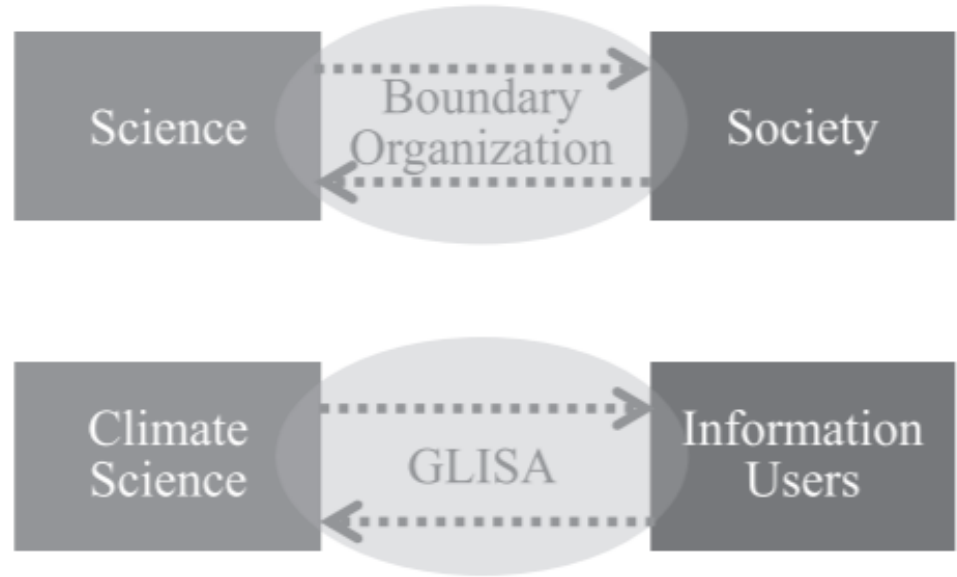 Science
Boundary
Organization
Society
Climate
Science
GLISA
Information
Users